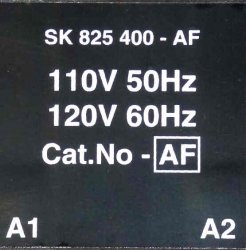 SK 825 400 - AF
110V 50Hz
120V 60Hz
Cat.No - AF
A1 A2